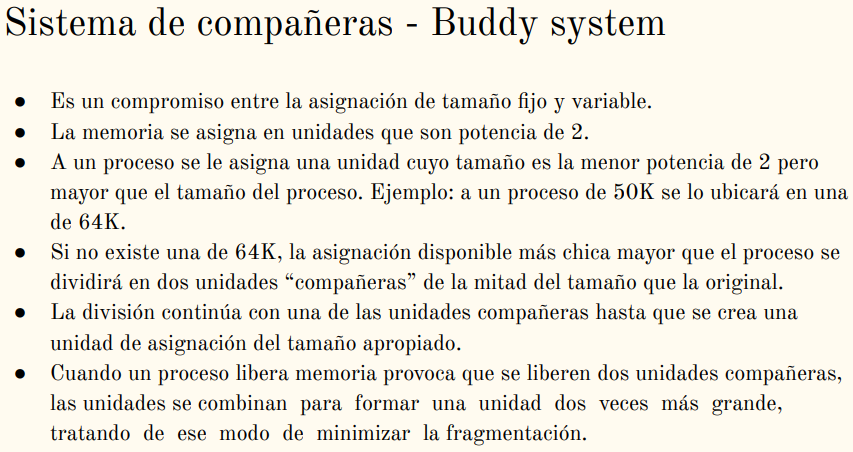 Sistema de compañeras - Buddy system
● Es un compromiso entre la asignación de tamaño fijo y variable.
● La memoria se asigna en unidades que son potencia de 2.
● A un proceso se le asigna una unidad cuyo tamaño es la menor potencia de 2 pero
mayor que el tamaño del proceso. Ejemplo: a un proceso de 50K se lo ubicará en una
de 64K.
● Si no existe una de 64K, la asignación disponible más chica mayor que el proceso se
dividirá en dos unidades “compañeras” de la mitad del tamaño que la original.
● La división continúa con una de las unidades compañeras hasta que se crea una
unidad de asignación del tamaño apropiado.
● Cuando un proceso libera memoria provoca que se liberen dos unidades compañeras,
las unidades se combinan para formar una unidad dos veces más grande,
tratando de ese modo de minimizar la fragmentación.